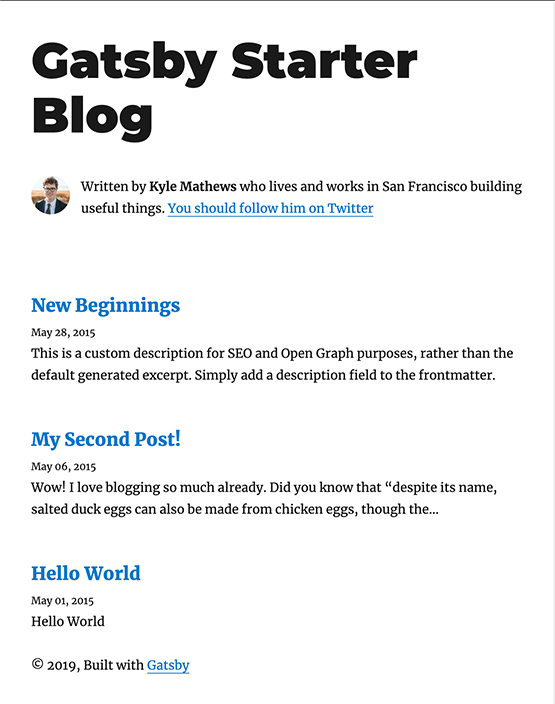 Gatsby Starter
Blog
Written by Kyle Mathews who lives and works in San Francisco building
useful things. You should follow him on Twitter
New Beginnings
May 28, 2015
This is a custom description for SEO and Open Graph purposes, rather than the
default generated excerpt. Simply add a description field to the frontmatter.
My Second Post!
May 06, 2015
Wow! I love blogging so much already. Did you know that “despite its name,
salted duck eggs can also be made from chicken eggs, though the…
Hello World
May 01, 2015
Hello World
© 2019, Built with Gatsby